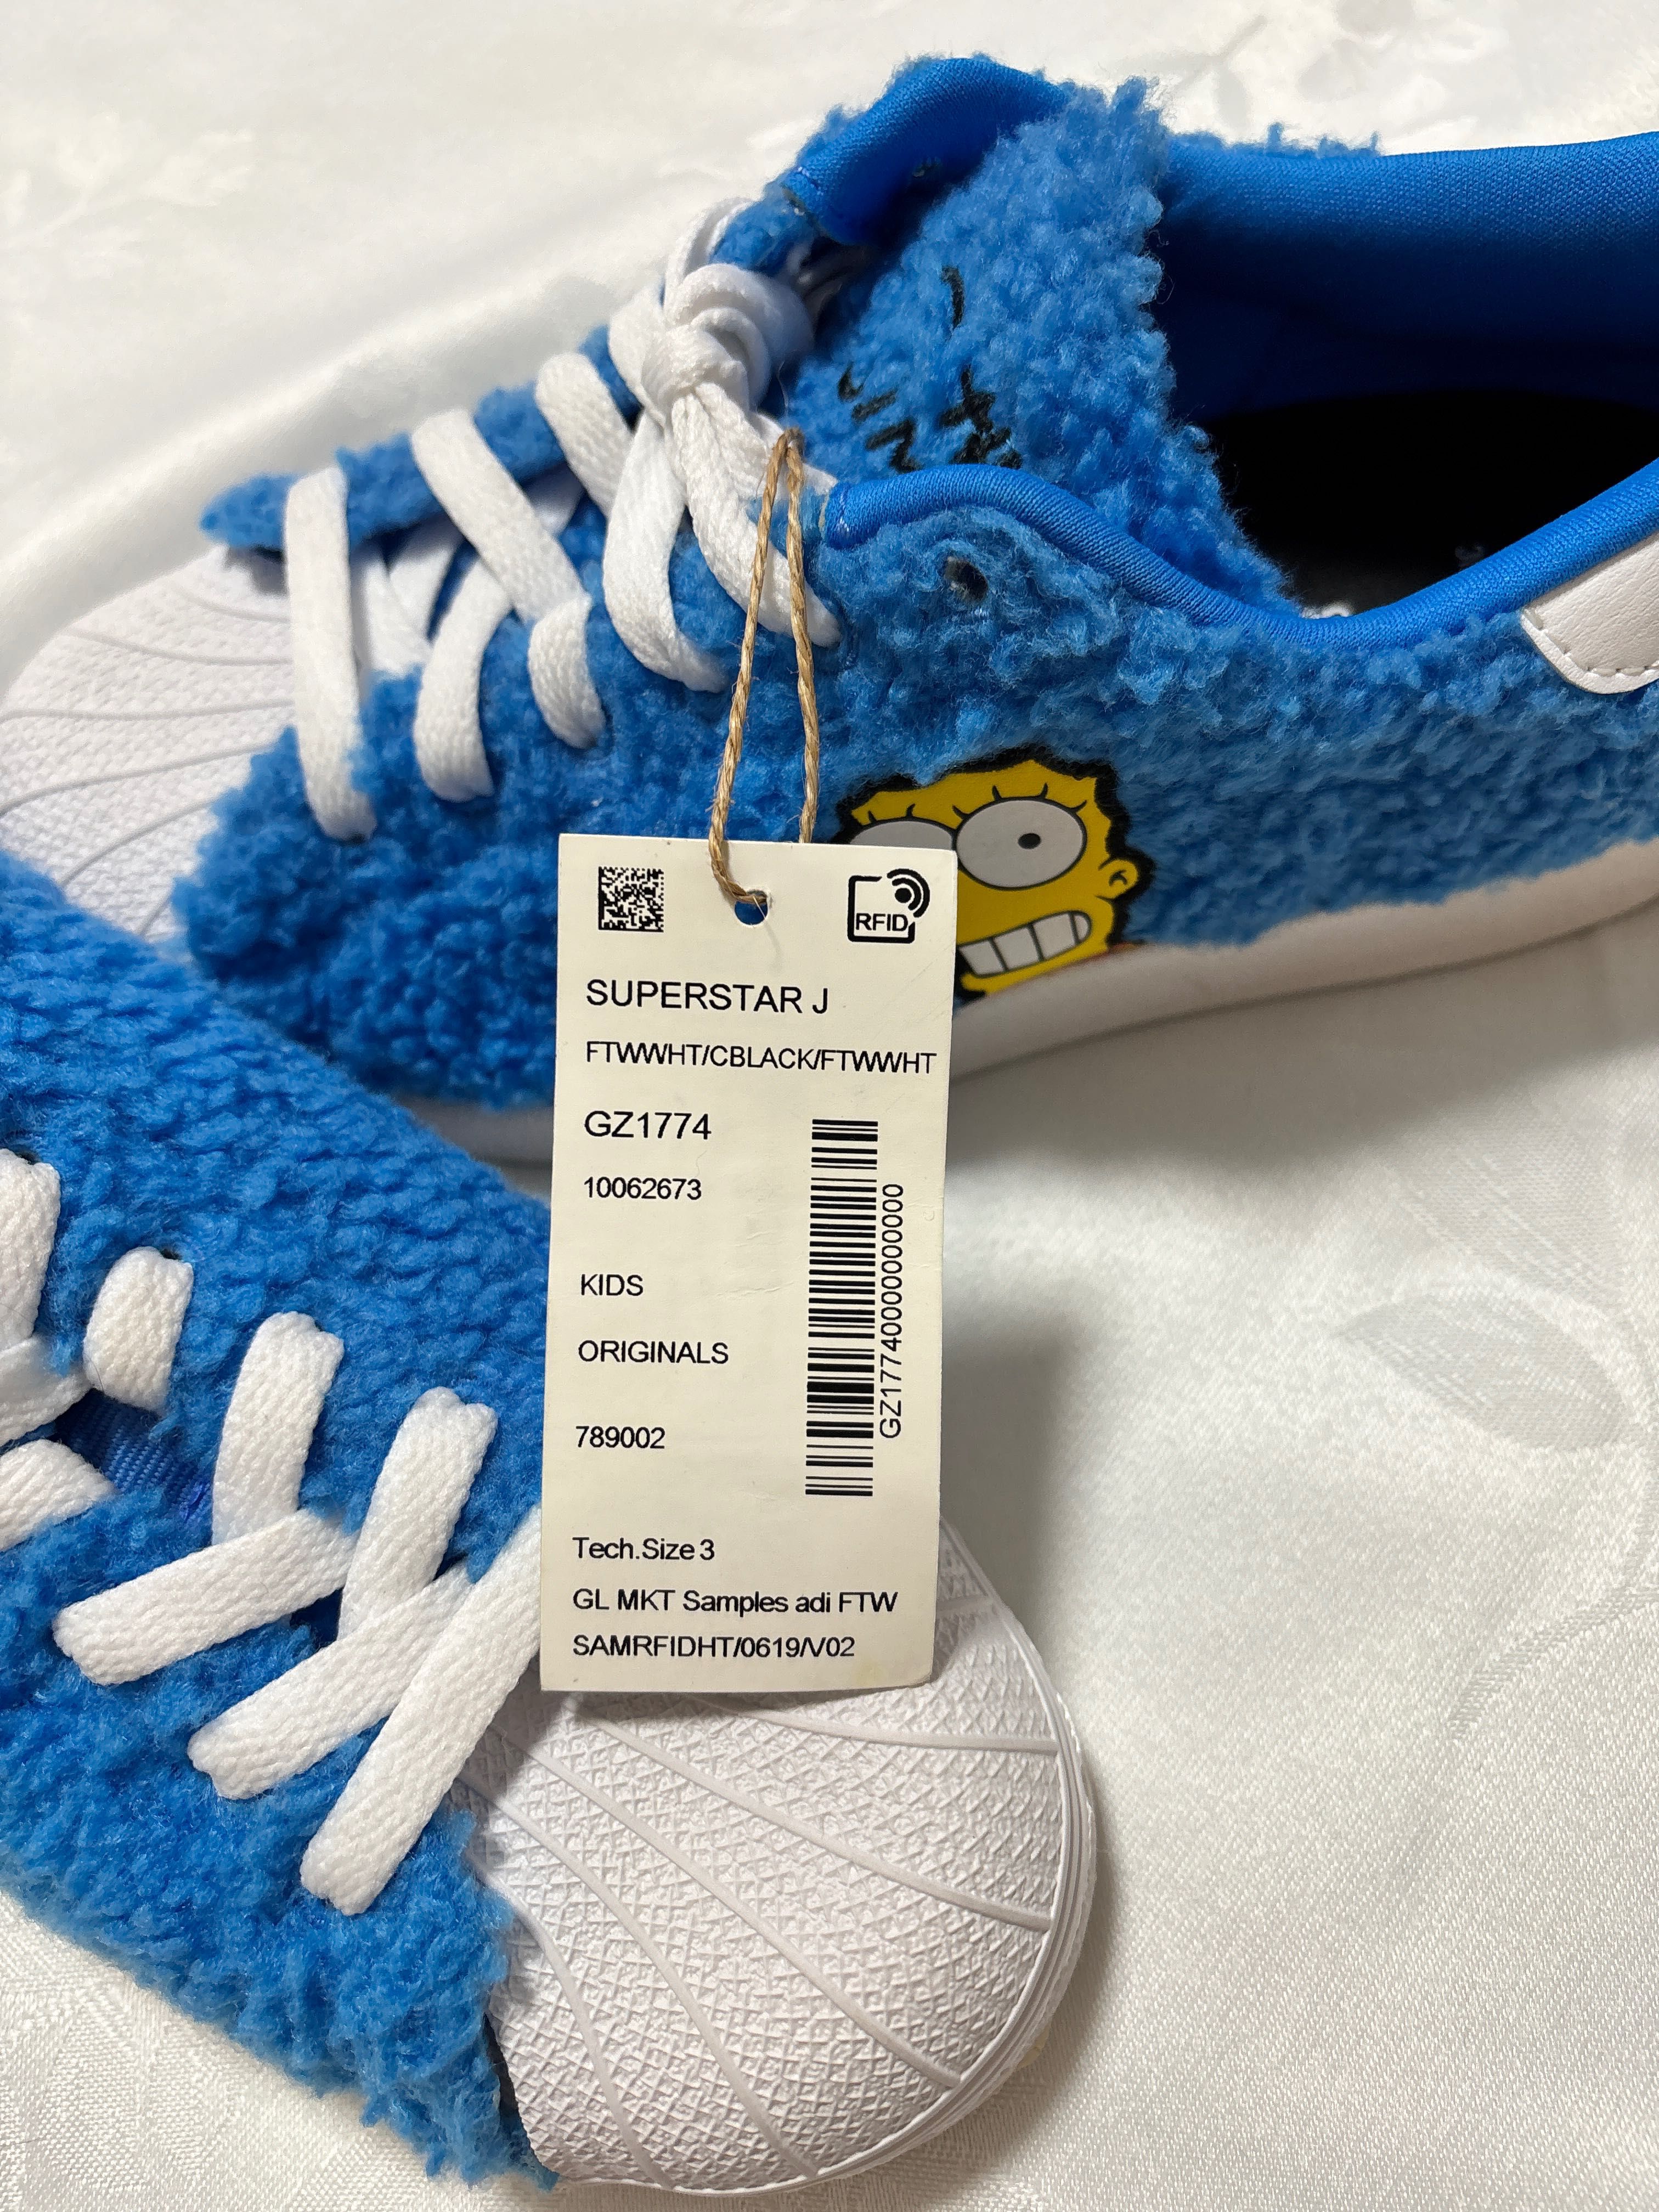 RFID
SUPERSTAR J
FTWWHT/CBLACK/FTWWHT
GZ1774
10062673
KIDS
ORIGINALS
789002
GZ17740000000000
Tech.Size 3
GL MKT Samples adi FTW
SAMRFIDHT/0619/V02